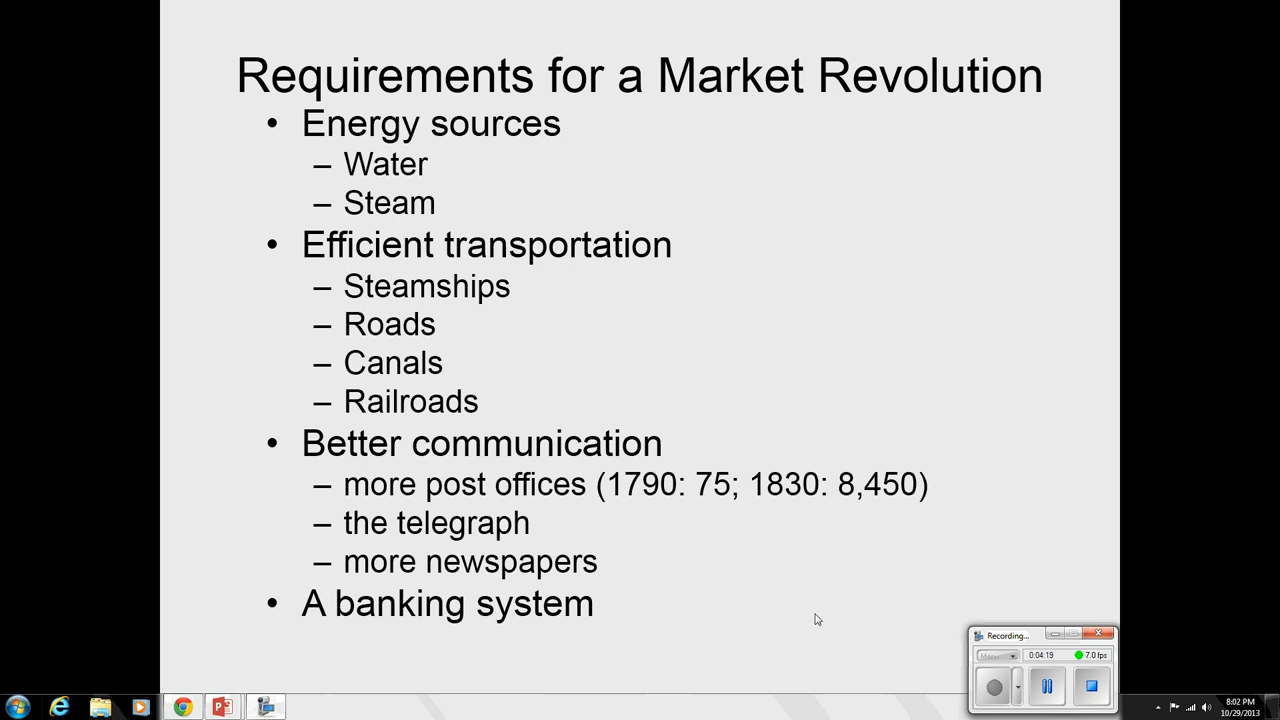 Requirements for a Market Revolution
• Energy sources
– Water
– Steam
• Efficient transportation
– Steamships
– Roads
– Canals
– Railroads
• Better communication
– more post offices (1790: 75; 1830: 8,450)
– the telegraph
– more newspapers
• A banking system
Recording...
Menu
0:04:19
7.0 fps
8:02 PM
10/29/2013